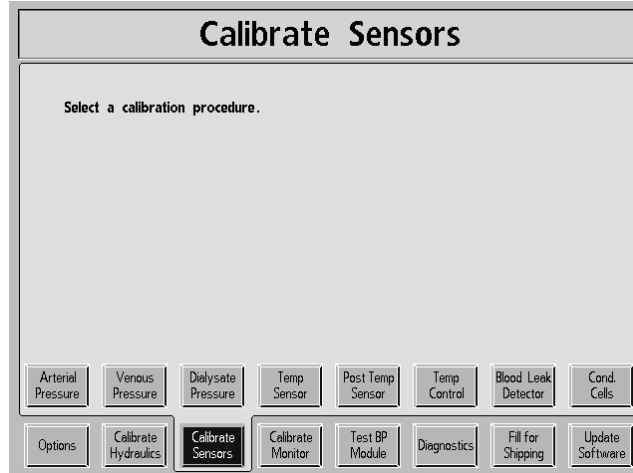 Calibrate Sensors
Select a calibration procedure.
Arterial Pressure
Venous Pressure
Dialysate Pressure
Temp Sensor
Post Temp Sensor
Temp Control
Blood Leak Detector
Cond. Cells
Options
Calibrate Hydraulics
Calibrate Sensors
Calibrate Monitor
Test BP Module
Diagnostics
Fill for Shipping
Update Software